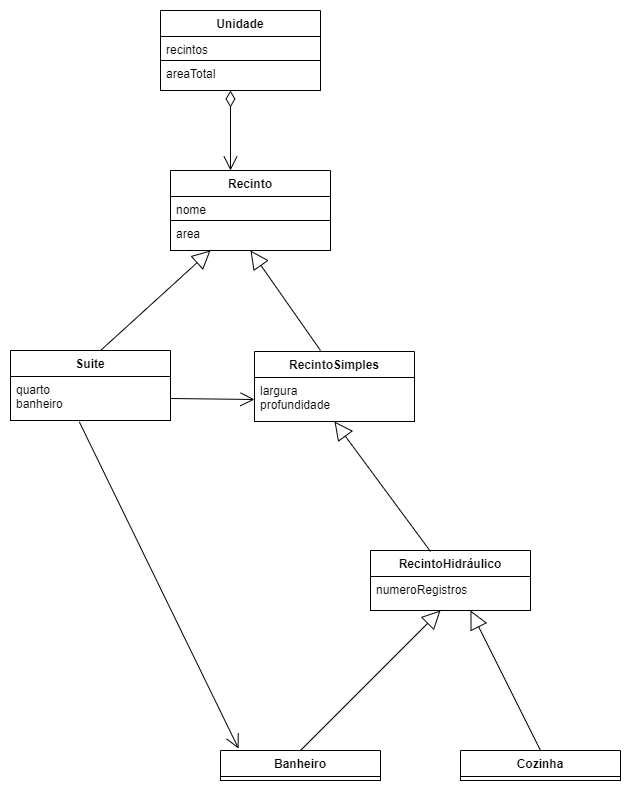 Unidade
recintos
areaTotal
Recinto
nome
area
Suite
quarto
banheiro
RecintoSimples
largura
profundidade
RecintoHidráulico
numeroRegistros
Banheiro
Cozinha